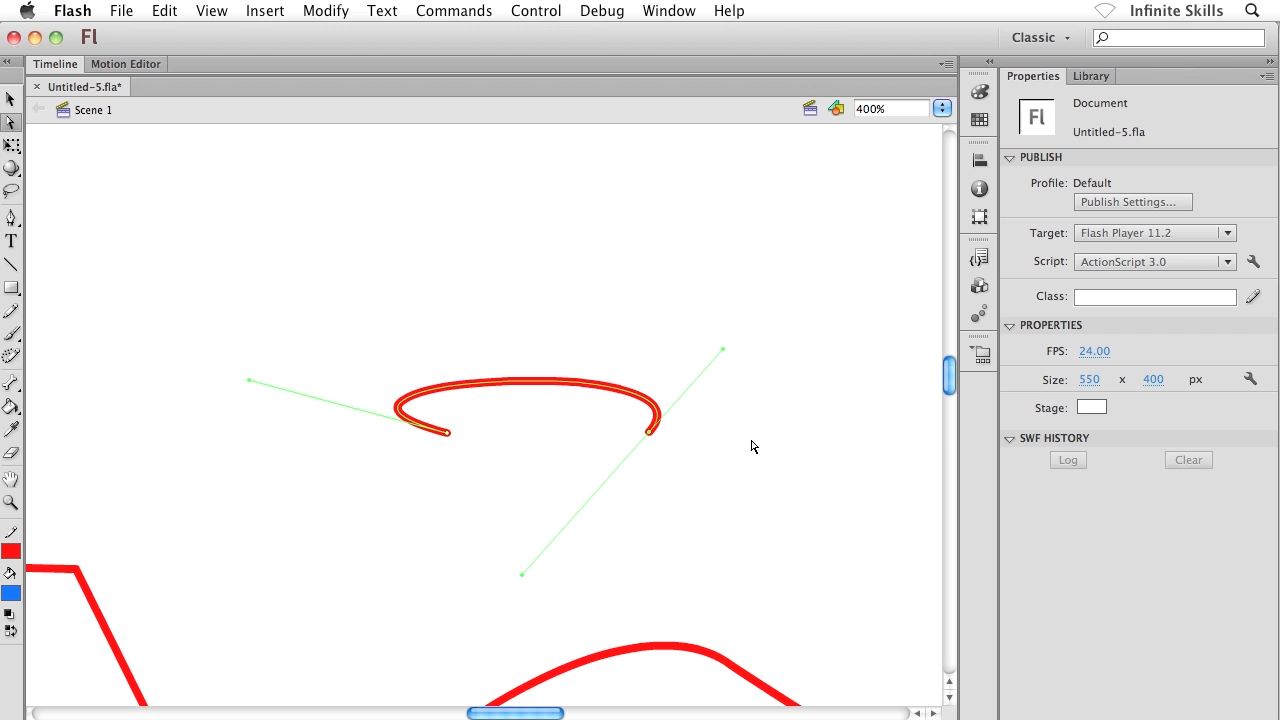 Flash File Edit View Insert Modify Text Commands Control Debug Window Help Infinite Skills
Fl Classic
Timeline Motion Editor
Properties Library
× Untitled-5.fla*
Scene 1 400%
Fl Document
Untitled-5.fla
PUBLISH
Profile: Default
Publish Settings...
Target: Flash Player 11.2
Script: ActionScript 3.0
Class:
PROPERTIES
FPS: 24.00
Size: 550 x 400 px
Stage:
SWF HISTORY
Log Clear
T